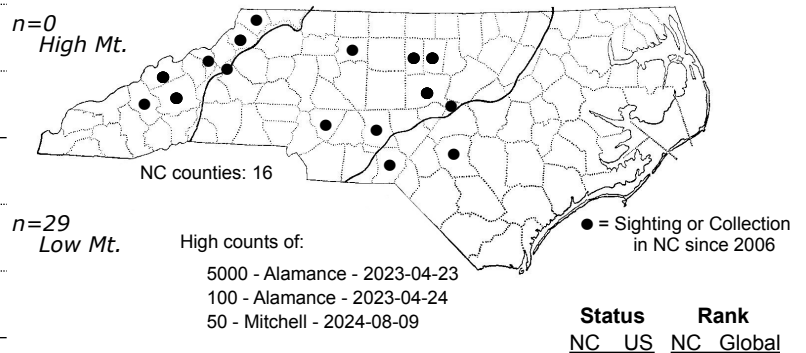 n=0
High Mt.
NC counties: 16
n=29
Low Mt.
High counts of:
5000 - Alamance - 2023-04-23
100 - Alamance - 2023-04-24
50 - Mitchell - 2024-08-09
= Sighting or Collection
in NC since 2006
Status Rank
NC US NC Global